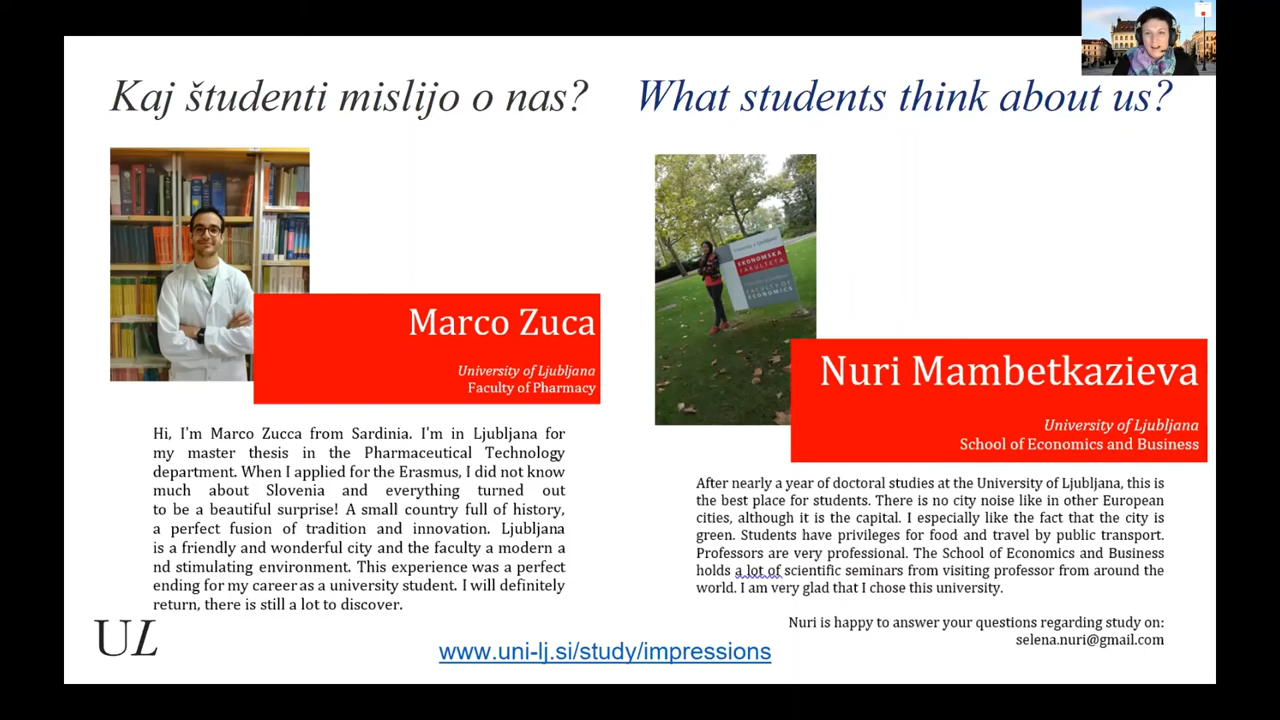 Kaj študenti mislijo o nas?
What students think about us?
Marco Zuca
University of Ljubljana
Faculty of Pharmacy
Hi, I'm Marco Zucca from Sardinia. I'm in Ljubljana for
my master thesis in the Pharmaceutical Technology
department. When I applied for the Erasmus, I did not know
much about Slovenia and everything turned out
to be a beautiful surprise! A small country full of history,
a perfect fusion of tradition and innovation. Ljubljana
is a friendly and wonderful city and the faculty a modern a
nd stimulating environment. This experience was a perfect
ending for my career as a university student. I will definitely
return, there is still a lot to discover.
EKONOMSKA
FAKULTETA
FACULTY OF
ECONOMICS
Nuri Mambetkazieva
University of Ljubljana
School of Economics and Business
After nearly a year of doctoral studies at the University of Ljubljana, this is
the best place for students. There is no city noise like in other European
cities, although it is the capital. I especially like the fact that the city is
green. Students have privileges for food and travel by public transport.
Professors are very professional. The School of Economics and Business
holds a lot of scientific seminars from visiting professor from around the
world. I am very glad that I chose this university.
Nuri is happy to answer your questions regarding study on:
selena.nuri@gmail.com
UL
www.uni-lj.si/study/impressions